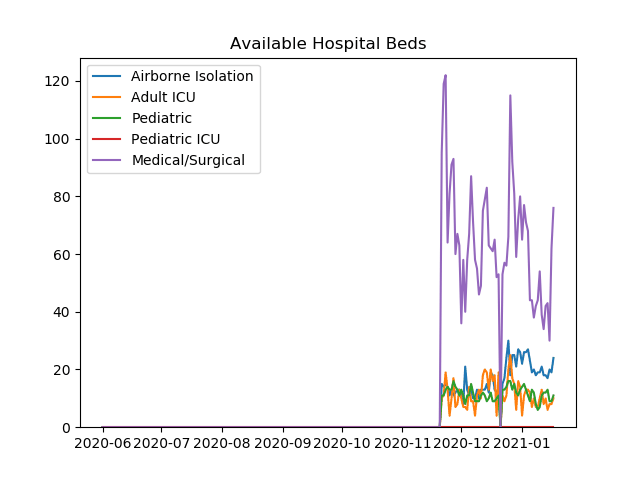 Available Hospital Beds
Airborne Isolation
Adult ICU
Pediatric
Pediatric ICU
Medical/Surgical
120
100
80
60
40
20
0
2020-06 2020-07 2020-08 2020-09 2020-10 2020-11 2020-12 2021-01